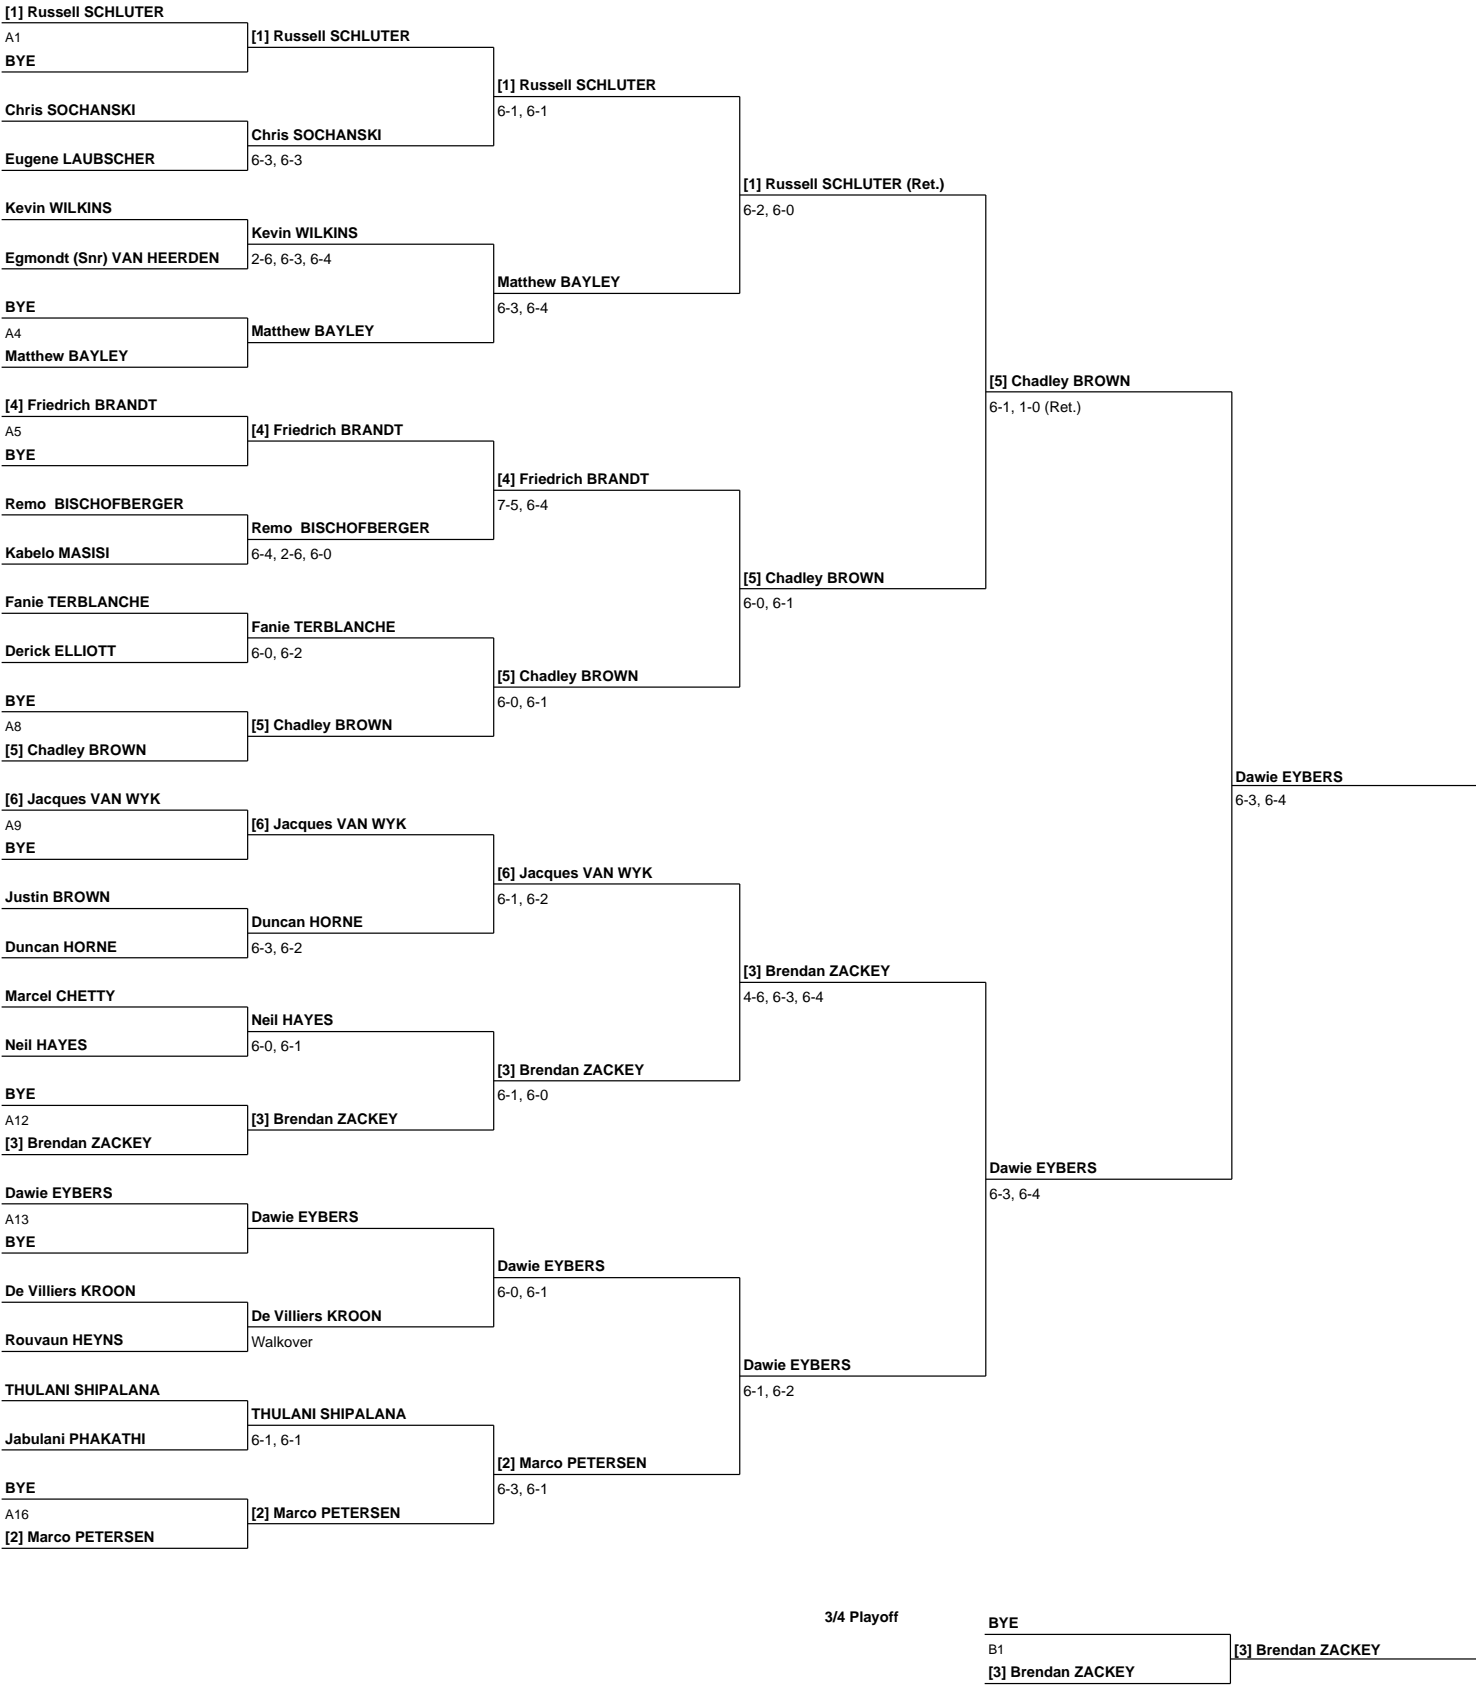 [1] Russell SCHLUTER
A1
BYE
Chris SOCHANSKI
Eugene LAUBSCHER
Kevin WILKINS
Egmondt (Snr) VAN HEERDEN
BYE
A4
Matthew BAYLEY
[4] Friedrich BRANDT
A5
BYE
Remo  BISCHOFBERGER
Kabelo MASISI
Fanie TERBLANCHE
Derick ELLIOTT
BYE
A8
[5] Chadley BROWN
[6] Jacques VAN WYK
A9
BYE
Justin BROWN
Duncan HORNE
Marcel CHETTY
Neil HAYES
BYE
A12
[3] Brendan ZACKEY
Dawie EYBERS
A13
BYE
De Villiers KROON
Rouvaun HEYNS
THULANI SHIPALANA
Jabulani PHAKATHI
BYE
A16
[2] Marco PETERSEN
[1] Russell SCHLUTER
Chris SOCHANSKI
6-3, 6-3
Kevin WILKINS
2-6, 6-3, 6-4
Matthew BAYLEY
[4] Friedrich BRANDT
Remo  BISCHOFBERGER
6-4, 2-6, 6-0
Fanie TERBLANCHE
6-0, 6-2
[5] Chadley BROWN
[6] Jacques VAN WYK
Duncan HORNE
6-3, 6-2
Neil HAYES
6-0, 6-1
[3] Brendan ZACKEY
Dawie EYBERS
De Villiers KROON
Walkover
THULANI SHIPALANA
6-1, 6-1
[2] Marco PETERSEN
[1] Russell SCHLUTER
6-1, 6-1
Matthew BAYLEY
6-3, 6-4
[4] Friedrich BRANDT
7-5, 6-4
[5] Chadley BROWN
6-0, 6-1
[6] Jacques VAN WYK
6-1, 6-2
[3] Brendan ZACKEY
6-1, 6-0
Dawie EYBERS
6-0, 6-1
[2] Marco PETERSEN
6-3, 6-1
[1] Russell SCHLUTER (Ret.)
6-2, 6-0
[5] Chadley BROWN
6-0, 6-1
[3] Brendan ZACKEY
4-6, 6-3, 6-4
Dawie EYBERS
6-1, 6-2
[5] Chadley BROWN
6-1, 1-0 (Ret.)
Dawie EYBERS
6-3, 6-4
Dawie EYBERS
6-3, 6-4
3/4 Playoff
BYE
B1
[3] Brendan ZACKEY
[3] Brendan ZACKEY